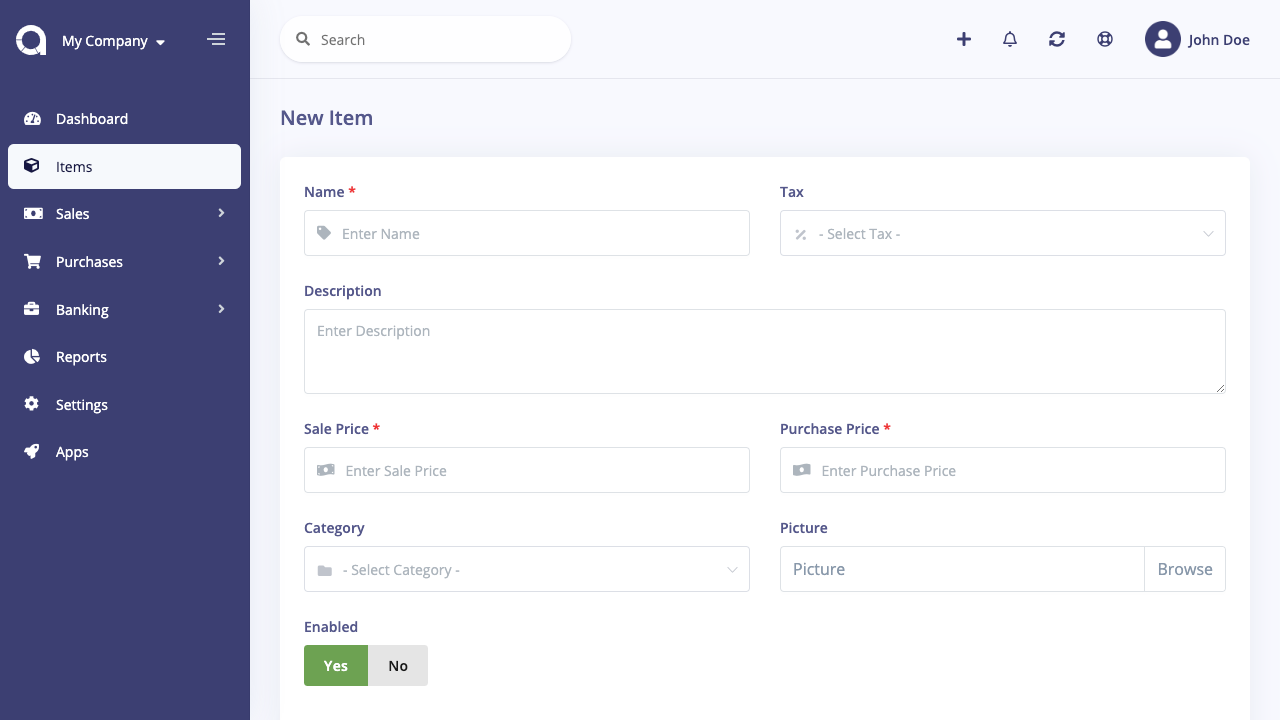 My Company
Search
John Doe
Dashboard
Items
Sales
Purchases
Banking
Reports
Settings
Apps
New Item
Name *
Tax
Enter Name
- Select Tax -
Description
Enter Description
Sale Price *
Purchase Price *
Enter Sale Price
Enter Purchase Price
Category
Picture
- Select Category -
Picture
Browse
Enabled
Yes
No